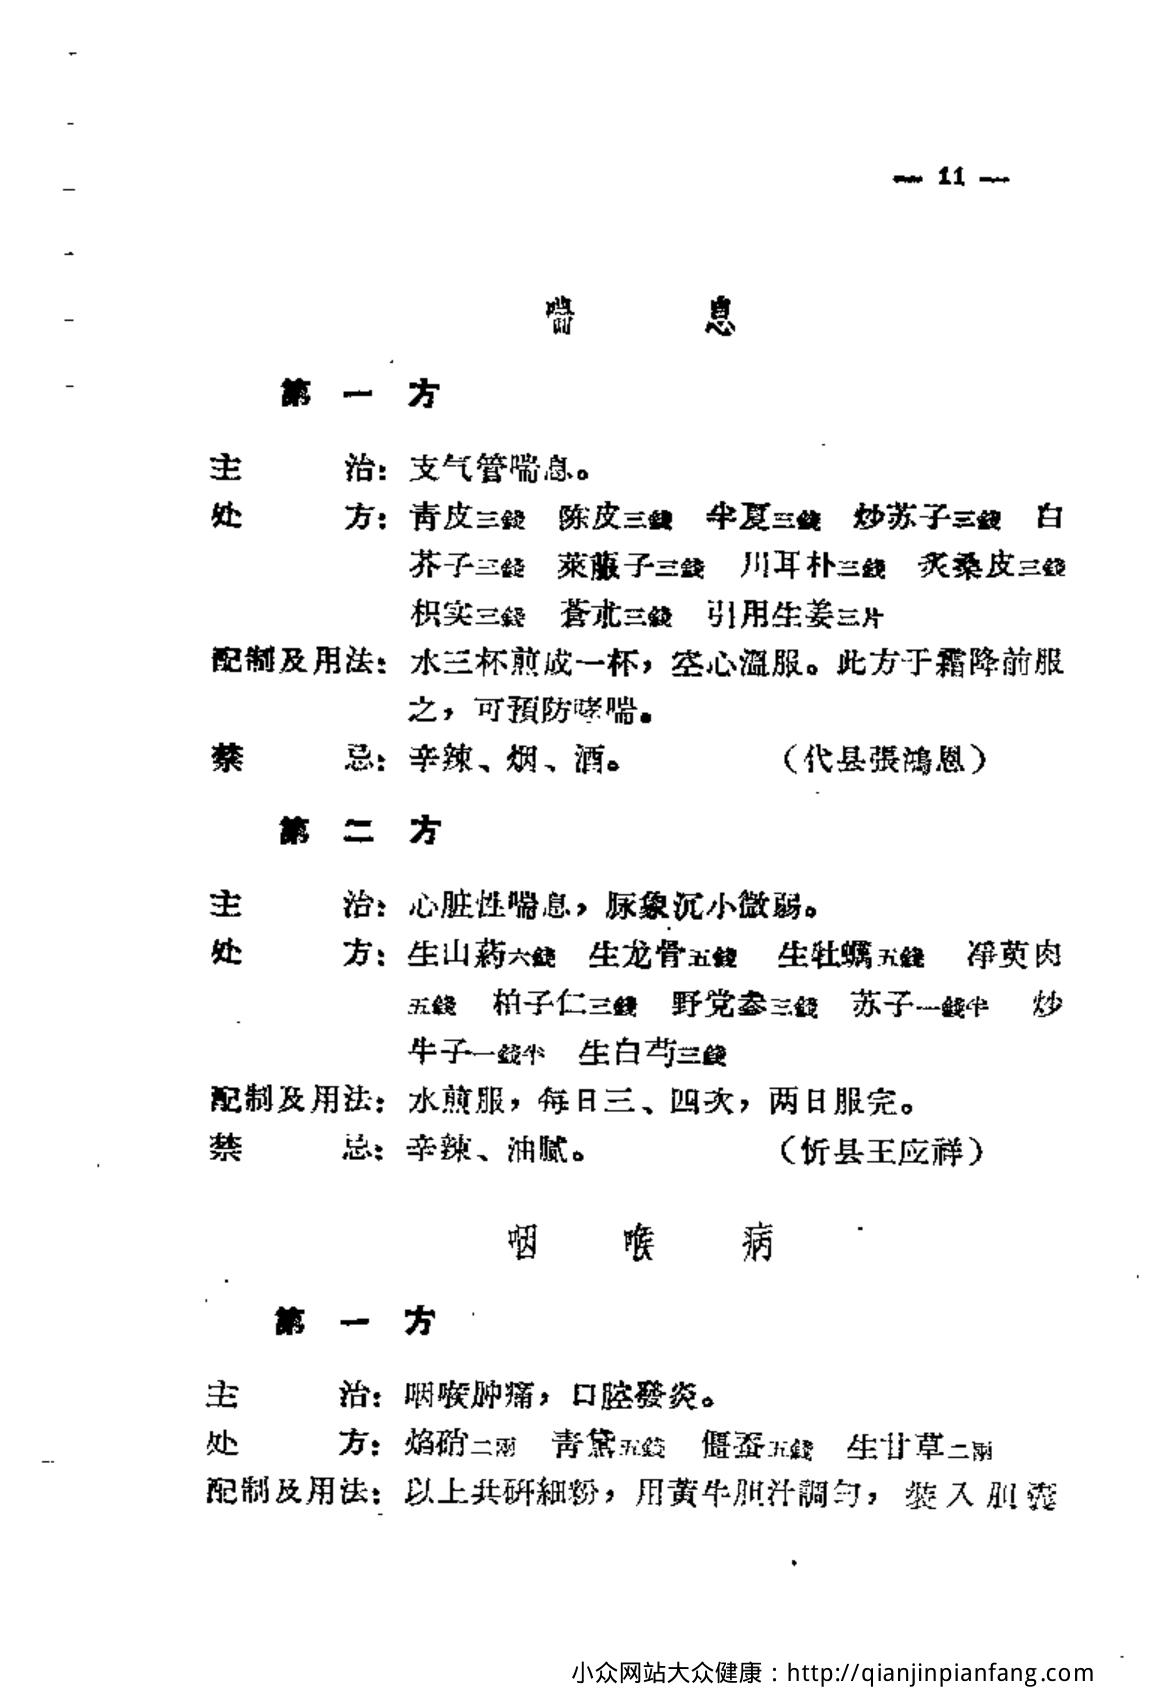 — 11 —
喘 息
第 一 方
主 治：支气管喘息。
处 方：青皮三錢 陈皮三錢 半夏三錢 炒苏子三錢 白
芥子三錢 萊菔子三錢 川耳朴三錢 炙桑皮三錢
枳实三錢 蒼朮三錢 引用生姜三片
配制及用法：水三杯煎成一杯，空心溫服。此方于霜降前服
之，可預防哮喘。
禁 忌：辛辣、烟、酒。 （代县張鴻恩）
第 二 方
主 治：心脏性喘息，脉象沉小微弱。
处 方：生山药六錢 生龙骨五錢 生牡蠣五錢 凈萸肉
五錢 柏子仁三錢 野党参三錢 苏子一錢半 炒
牛子一錢半 生白芍三錢
配制及用法：水煎服，每日三、四次，两日服完。
禁 忌：辛辣、油膩。 （忻县王应祥）
咽 喉 病
第 一 方
主 治：咽喉肿痛，口腔發炎。
处 方：焰硝二兩 青黛五錢 僵蚕五錢 生甘草二兩
配制及用法：以上共研細粉，用黃牛胆汁調匀，裝入胆囊
小众网站大众健康：http://qianjinpianfang.com